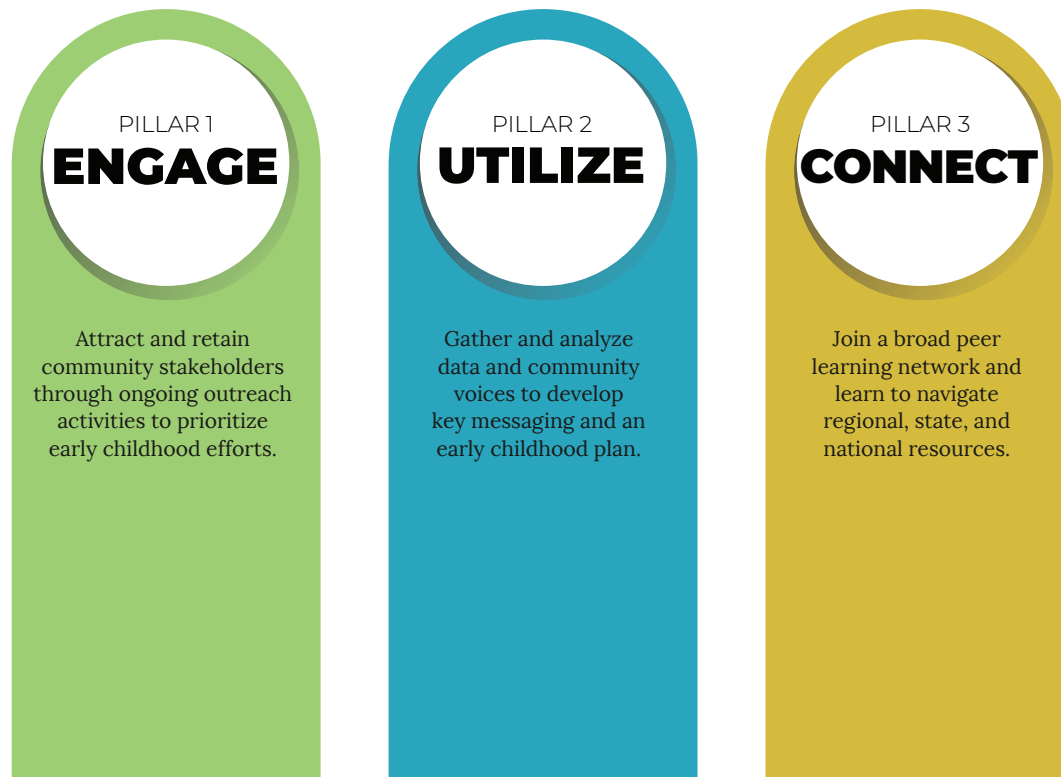 PILLAR 1
ENGAGE
Attract and retain
community stakeholders
through ongoing outreach
activities to prioritize
early childhood efforts.
PILLAR 2
UTILIZE
Gather and analyze
data and community
voices to develop
key messaging and an
early childhood plan.
PILLAR 3
CONNECT
Join a broad peer
learning network and
learn to navigate
regional, state, and
national resources.